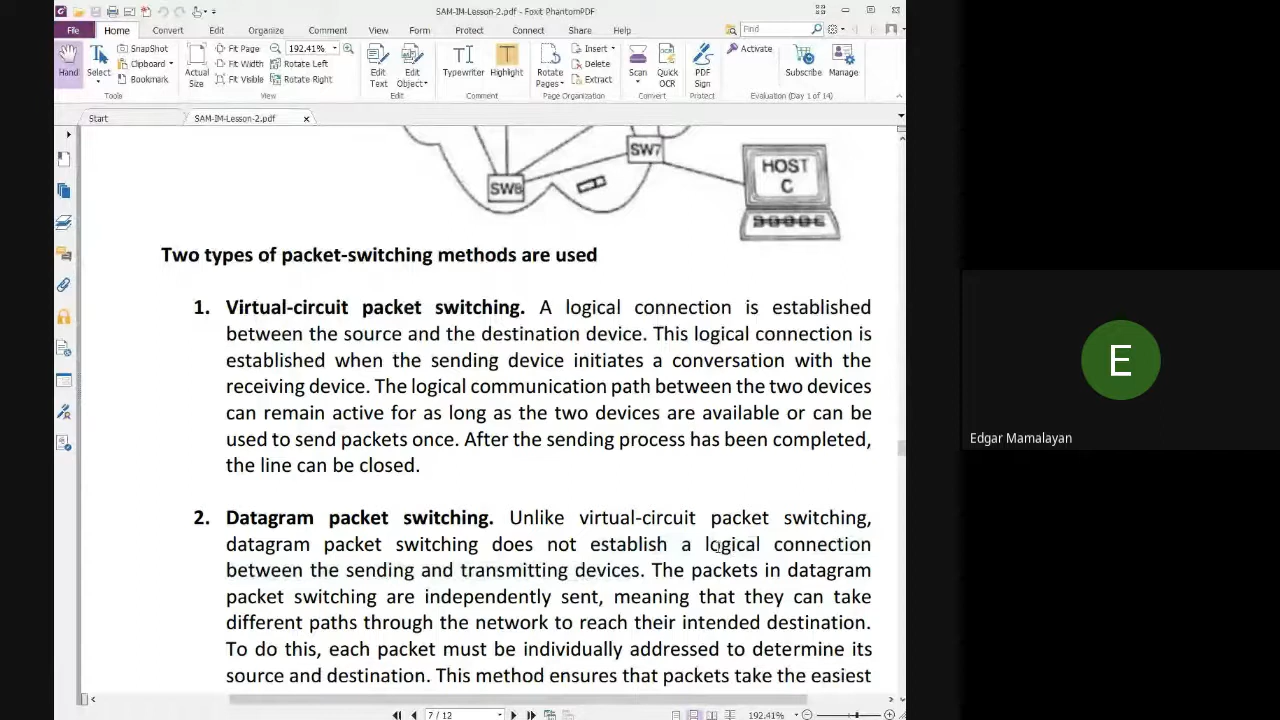 SAM-IM-Lesson-2.pdf - Foxit PhantomPDF
File Home Convert Edit Organize Comment View Form Protect Connect Share Help Find
Hand Select SnapShot Clipboard Bookmark Actual Size Fit Page Fit Width Fit Visible 192.41% Rotate Left Rotate Right Edit Text Edit Object Typewriter Highlight Rotate Pages Insert Delete Extract Scan Quick OCR PDF Sign Activate Subscribe Manage
Tools View Edit Comment Page Organization Convert Protect Evaluation (Day 1 of 14)
Start SAM-IM-Lesson-2.pdf
SW7
SW8
HOST
C
Two types of packet-switching methods are used
1. Virtual-circuit packet switching. A logical connection is established
between the source and the destination device. This logical connection is
established when the sending device initiates a conversation with the
receiving device. The logical communication path between the two devices
can remain active for as long as the two devices are available or can be
used to send packets once. After the sending process has been completed,
the line can be closed.
2. Datagram packet switching. Unlike virtual-circuit packet switching,
datagram packet switching does not establish a logical connection
between the sending and transmitting devices. The packets in datagram
packet switching are independently sent, meaning that they can take
different paths through the network to reach their intended destination.
To do this, each packet must be individually addressed to determine its
source and destination. This method ensures that packets take the easiest
7 / 12 192.41%
E
Edgar Mamalayan